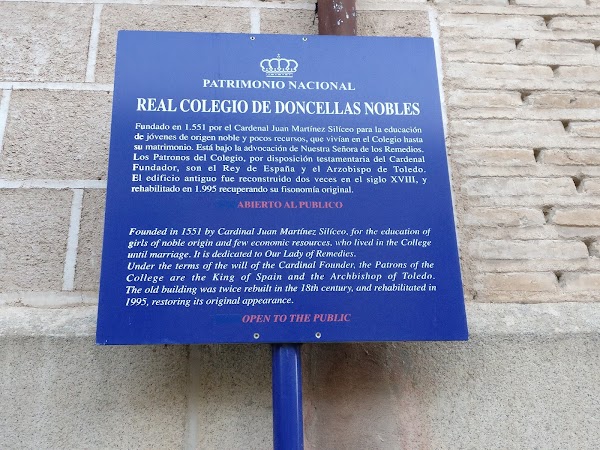 PATRIMONIO NACIONAL
REAL COLEGIO DE DONCELLAS NOBLES
Fundado en 1.551 por el Cardenal Juan Martínez Silíceo para la educación
de jóvenes de origen noble y pocos recursos, que vivían en el Colegio hasta
su matrimonio. Está bajo la advocación de Nuestra Señora de los Remedios.
Los Patronos del Colegio, por disposición testamentaria del Cardenal
Fundador, son el Rey de España y el Arzobispo de Toledo.
El edificio antiguo fue reconstruido dos veces en el siglo XVIII, y
rehabilitado en 1.995 recuperando su fisonomía original.
ABIERTO AL PUBLICO
Founded in 1551 by Cardinal Juan Martínez Silíceo, for the education of
girls of noble origin and few economic resources, who lived in the College
until marriage. It is dedicated to Our Lady of Remedies.
Under the terms of the will of the Cardinal Founder, the Patrons of the
College are the King of Spain and the Archbishop of Toledo.
The old building was twice rebuilt in the 18th century, and rehabilitated in
1995, restoring its original appearance.
OPEN TO THE PUBLIC